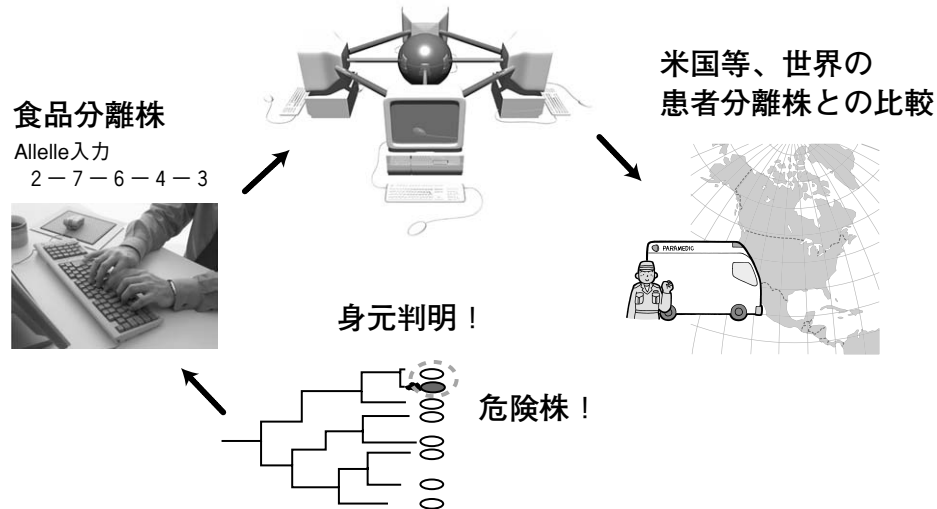 食品分離株
Allelle入力
2－7－6－4－3
米国等、世界の
患者分離株との比較
PARAMEDIC
身元判明！
危険株！